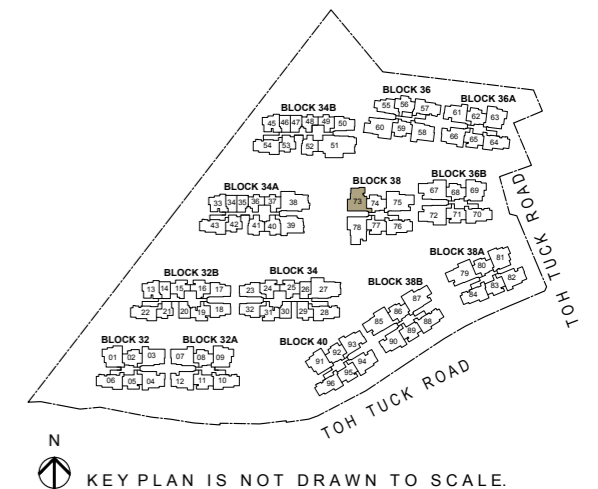 BLOCK 36
55 56 57
BLOCK 36A
61 62 63
60 59 58
66 65 64
BLOCK 34B
45 46 47 48 49 50
54 53 52 51
BLOCK 34A
33 34 35 36 37 38
43 42 41 40 39
BLOCK 38
73 74 75
78 77 76
BLOCK 36B
67 68 69
72 71 70
TOH TUCK ROAD
BLOCK 38A
79 80 81
84 83 82
BLOCK 32B
13 14 15 16 17
22 21 20 19 18
BLOCK 34
23 24 25 26 27
32 31 30 29 28
BLOCK 38B
85 86 87
90 89 88
BLOCK 32
01 02 03
06 05 04
BLOCK 32A
07 08 09
12 11 10
BLOCK 40
91 92 93
96 95 94
TOH TUCK ROAD
N
KEY PLAN IS NOT DRAWN TO SCALE.